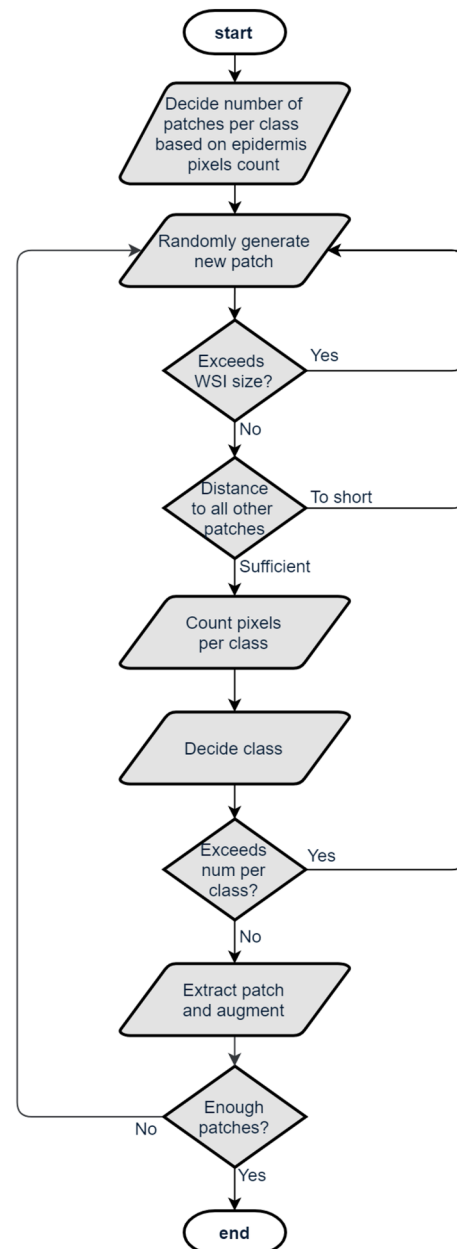 start
Decide number of
patches per class
based on epidermis
pixels count
Randomly generate
new patch
Exceeds
WSI size?
Yes
No
Distance
to all other
patches
To short
Sufficient
Count pixels
per class
Decide class
Exceeds
num per
class?
Yes
No
Extract patch
and augment
Enough
patches?
No
Yes
end